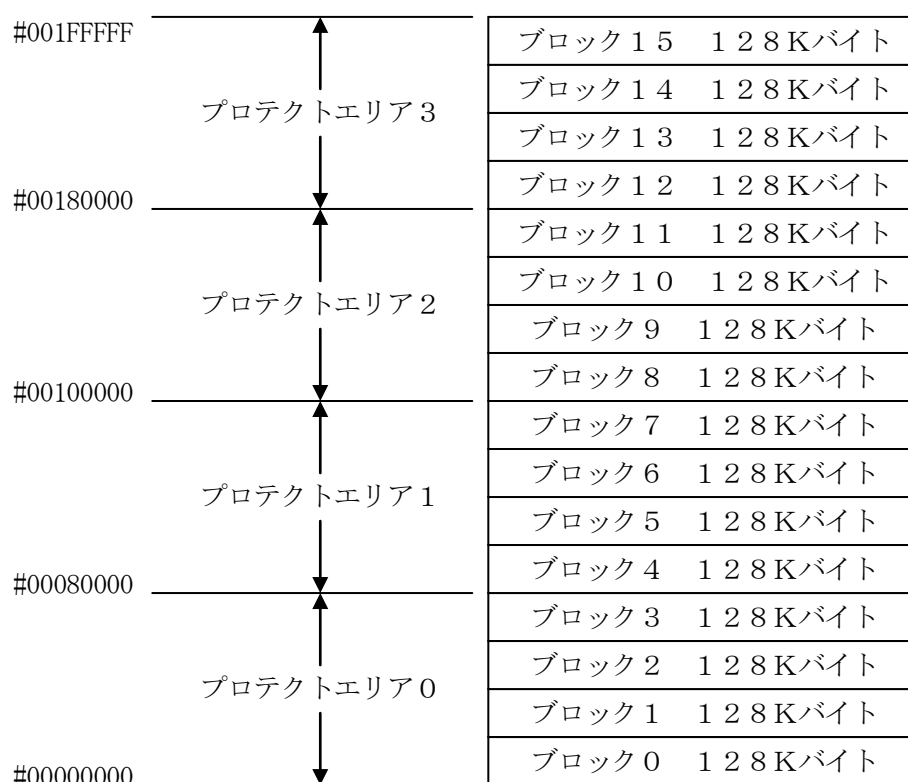 #001FFFFF
ブロック１５　１２８Kバイト
ブロック１４　１２８Kバイト
プロテクトエリア３
ブロック１３　１２８Kバイト
ブロック１２　１２８Kバイト
#00180000
ブロック１１　１２８Kバイト
ブロック１０　１２８Kバイト
プロテクトエリア２
ブロック９　１２８Kバイト
ブロック８　１２８Kバイト
#00100000
ブロック７　１２８Kバイト
ブロック６　１２８Kバイト
プロテクトエリア１
ブロック５　１２８Kバイト
ブロック４　１２８Kバイト
#00080000
ブロック３　１２８Kバイト
ブロック２　１２８Kバイト
プロテクトエリア０
ブロック１　１２８Kバイト
ブロック０　１２８Kバイト
#00000000